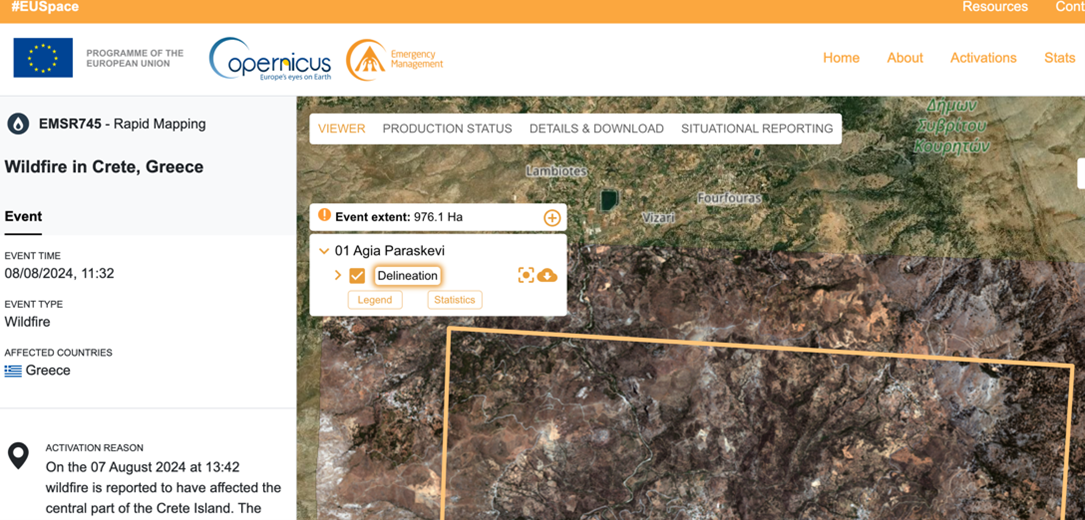 #EUSpace
Resources
PROGRAMME OF THE
EUROPEAN UNION
opernicus
Europe's eyes on Earth
Emergency
Management
Home
About
Activations
Stats
EMSR745 - Rapid Mapping
Wildfire in Crete, Greece
Event
EVENT TIME
08/08/2024, 11:32
EVENT TYPE
Wildfire
AFFECTED COUNTRIES
Greece
ACTIVATION REASON
On the 07 August 2024 at 13:42
wildfire is reported to have affected the
central part of the Crete Island. The
VIEWER
PRODUCTION STATUS
DETAILS & DOWNLOAD
SITUATIONAL REPORTING
Δήμων
Συβρίτου
Κουρητών
Lambiotes
Fourfouras
Vizari
Event extent: 976.1 Ha
01 Agia Paraskevi
Delineation
Legend
Statistics